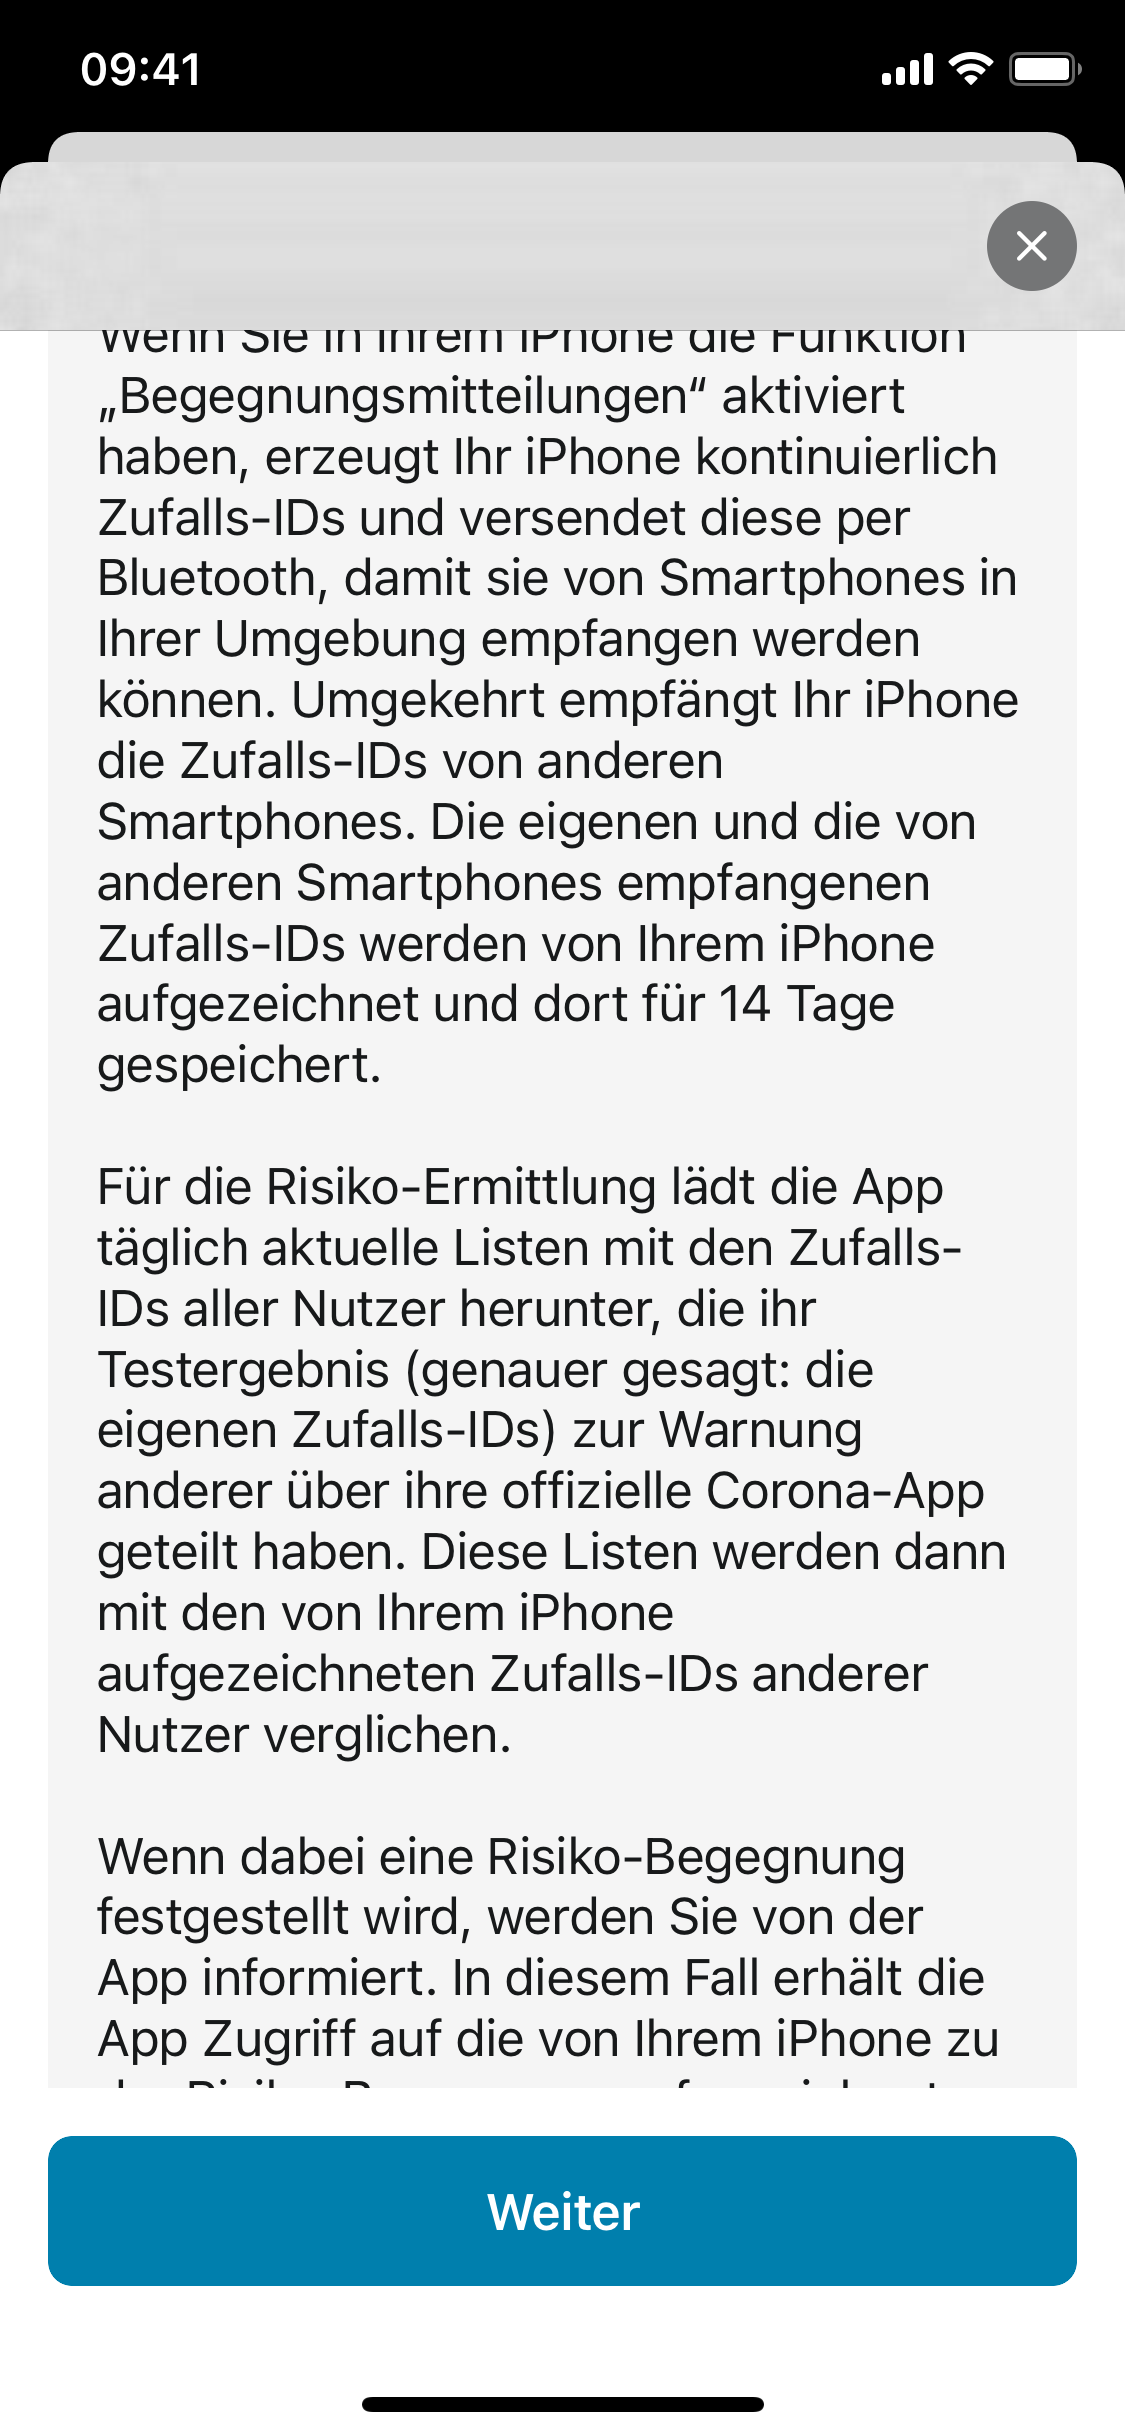 09:41
Wenn Sie in Ihrem iPhone die Funktion
„Begegnungsmitteilungen“ aktiviert
haben, erzeugt Ihr iPhone kontinuierlich
Zufalls-IDs und versendet diese per
Bluetooth, damit sie von Smartphones in
Ihrer Umgebung empfangen werden
können. Umgekehrt empfängt Ihr iPhone
die Zufalls-IDs von anderen
Smartphones. Die eigenen und die von
anderen Smartphones empfangenen
Zufalls-IDs werden von Ihrem iPhone
aufgezeichnet und dort für 14 Tage
gespeichert.
Für die Risiko-Ermittlung lädt die App
täglich aktuelle Listen mit den Zufalls-
IDs aller Nutzer herunter, die ihr
Testergebnis (genauer gesagt: die
eigenen Zufalls-IDs) zur Warnung
anderer über ihre offizielle Corona-App
geteilt haben. Diese Listen werden dann
mit den von Ihrem iPhone
aufgezeichneten Zufalls-IDs anderer
Nutzer verglichen.
Wenn dabei eine Risiko-Begegnung
festgestellt wird, werden Sie von der
App informiert. In diesem Fall erhält die
App Zugriff auf die von Ihrem iPhone zu
Weiter